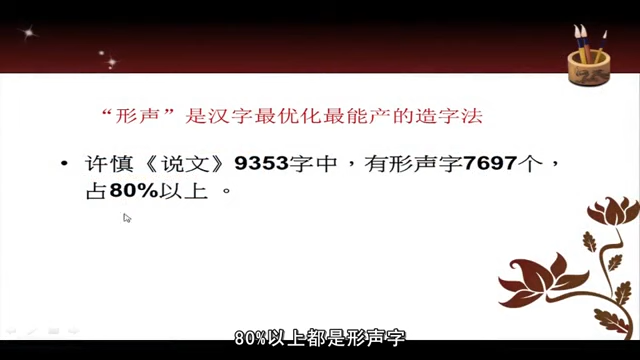 “形声”是汉字最优化最能产的造字法
• 许慎《说文》9353字中，有形声字7697个，
占80%以上 。
80%以上都是形声字